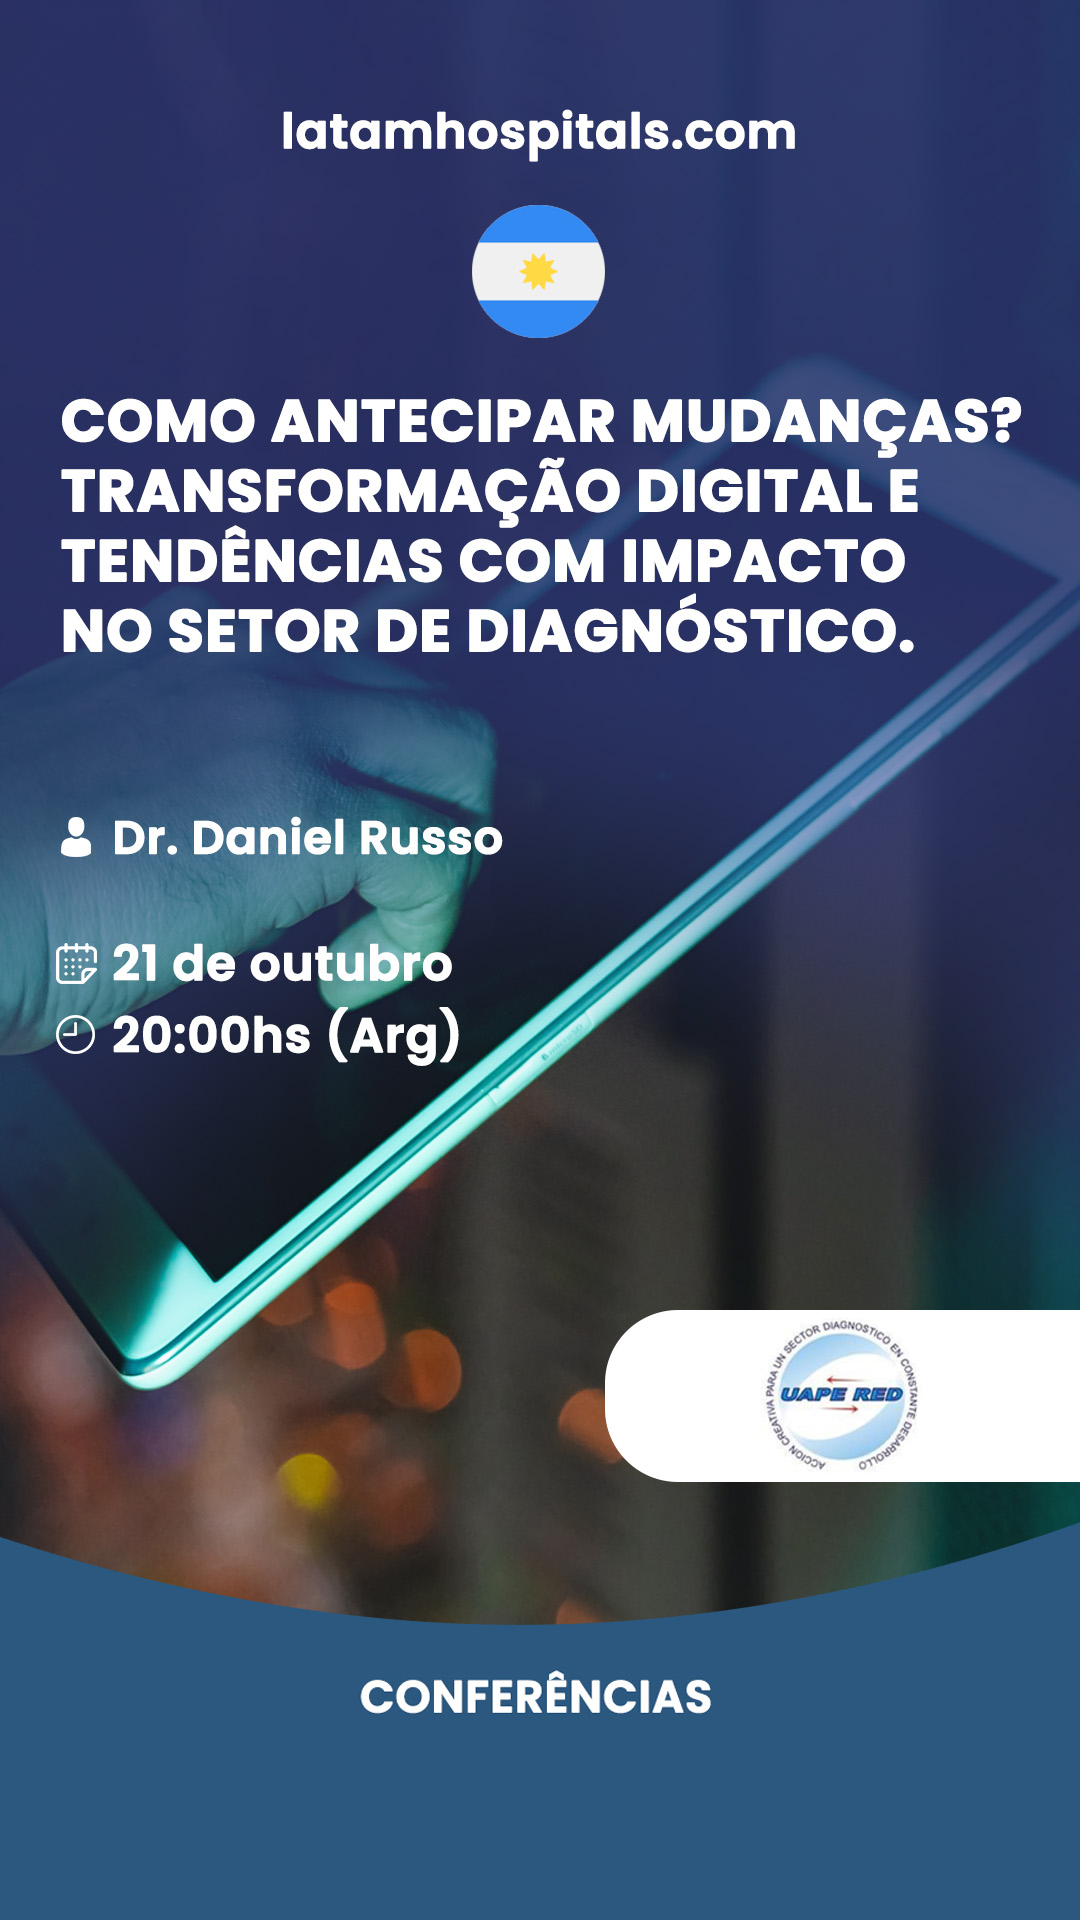 latamhospitals.com
COMO ANTECIPAR MUDANÇAS?
TRANSFORMAÇÃO DIGITAL E
TENDÊNCIAS COM IMPACTO
NO SETOR DE DIAGNÓSTICO.
Dr. Daniel Russo
21 de outubro
20:00hs (Arg)
ACCION CREATIVA PARA UN SECTOR DIAGNOSTICO EN CONSTANTE DESARROLLO
UAPE RED
CONFERÊNCIAS